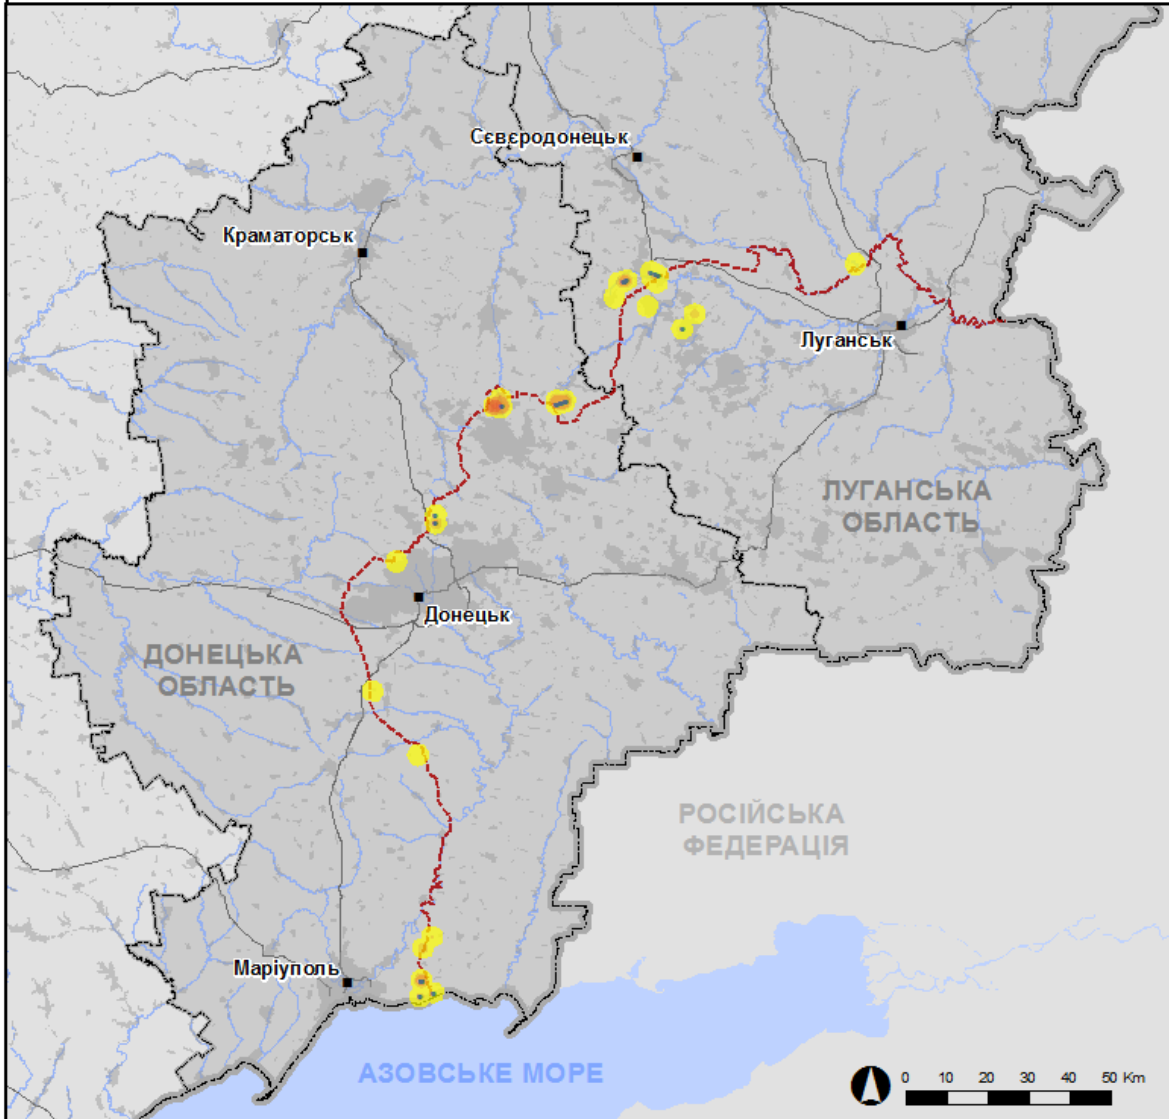 Сєвєродонецьк
Краматорськ
Луганськ
ЛУГАНСЬКА
ОБЛАСТЬ
Донецьк
ДОНЕЦЬКА
ОБЛАСТЬ
РОСІЙСЬКА
ФЕДЕРАЦІЯ
Маріуполь
АЗОВСЬКЕ МОРЕ
0 10 20 30 40 50 Km